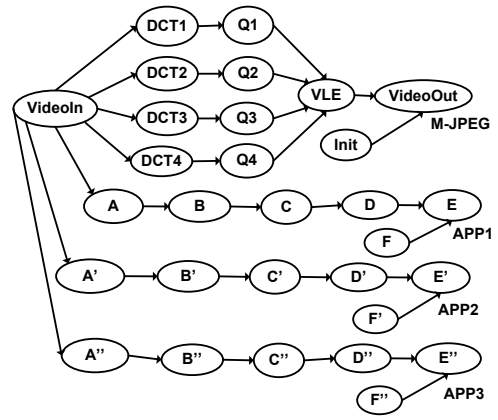 DCT1 Q1
DCT2 Q2
VideoIn VLE VideoOut
DCT3 Q3 M-JPEG
Init
DCT4 Q4
A B C D E
F APP1
A' B' C' D' E'
F' APP2
A'' B'' C'' D'' E''
F'' APP3